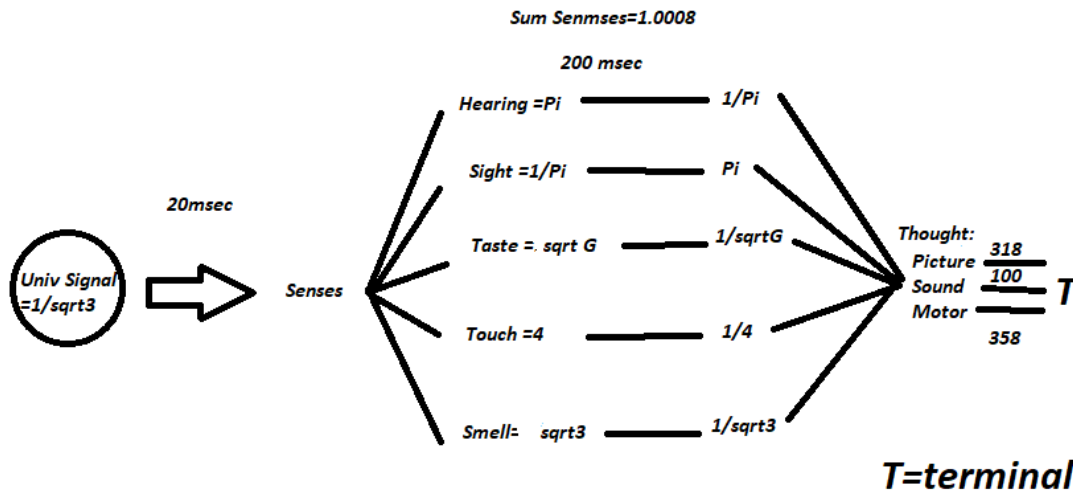 Sum Senmses=1.0008
200 msec
Hearing =Pi 1/Pi
Sight =1/Pi Pi
20msec
Taste = sqrt G 1/sqrtG
Thought:
Picture 318
Univ Signal
=1/sqrt3
Senses
Sound 100
T
Motor
358
Touch =4 1/4
Smell= sqrt3 1/sqrt3
T=terminal